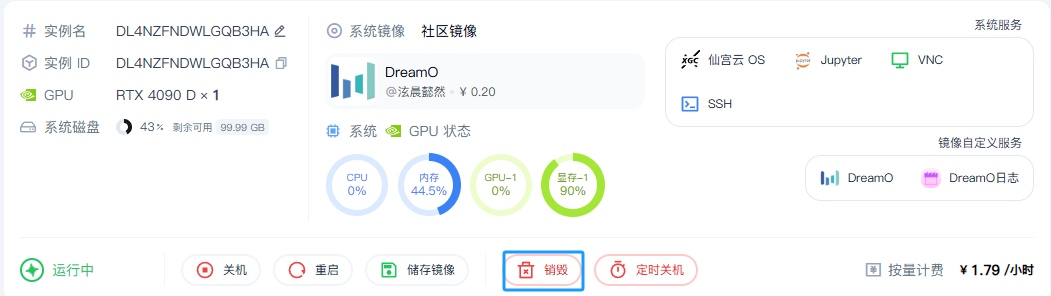 实例名 DL4NZFNDWLGQB3HA
实例 ID DL4NZFNDWLGQB3HA
GPU RTX 4090 D × 1
系统磁盘 43% 剩余可用 99.99 GB
系统镜像 社区镜像
DreamO
@泫晨懿然 • ¥ 0.20
系统 GPU 状态
CPU
0%
内存
44.5%
GPU-1
0%
显存-1
90%
系统服务
仙宫云 OS Jupyter VNC
SSH
镜像自定义服务
DreamO DreamO日志
运行中 关机 重启 储存镜像 销毁 定时关机 按量计费 ¥ 1.79 /小时